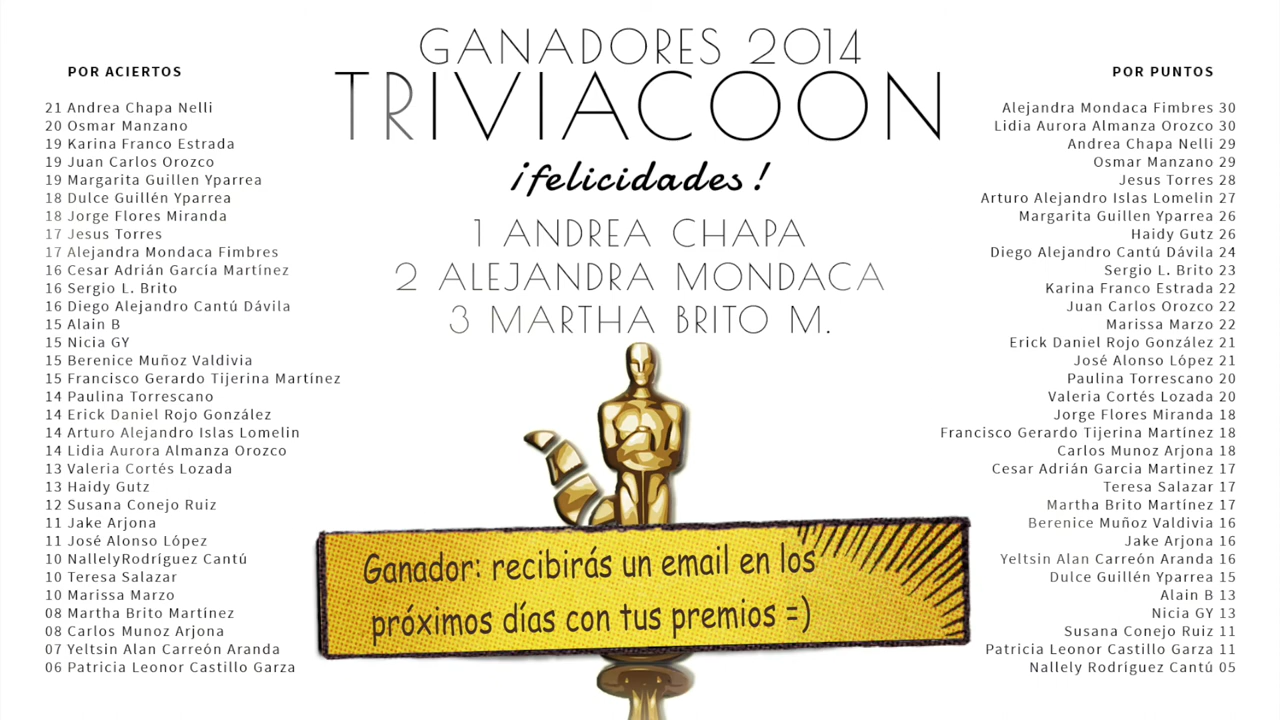 GANADORES 2014
TRIVIACOON
¡felicidades!
1 ANDREA CHAPA
2 ALEJANDRA MONDACA
3 MARTHA BRITO M.
POR ACIERTOS
21 Andrea Chapa Nelli
20 Osmar Manzano
19 Karina Franco Estrada
19 Juan Carlos Orozco
19 Margarita Guillen Yparrea
18 Dulce Guillén Yparrea
18 Jorge Flores Miranda
17 Jesus Torres
17 Alejandra Mondaca Fimbres
16 Cesar Adrián García Martínez
16 Sergio L. Brito
16 Diego Alejandro Cantú Dávila
15 Alain B
15 Nicia GY
15 Berenice Muñoz Valdivia
15 Francisco Gerardo Tijerina Martínez
14 Paulina Torrescano
14 Erick Daniel Rojo González
14 Arturo Alejandro Islas Lomelin
14 Lidia Aurora Almanza Orozco
13 Valeria Cortés Lozada
13 Haidy Gutz
12 Susana Conejo Ruiz
11 Jake Arjona
11 José Alonso López
10 NallelyRodríguez Cantú
10 Teresa Salazar
10 Marissa Marzo
08 Martha Brito Martínez
08 Carlos Munoz Arjona
07 Yeltsin Alan Carreón Aranda
06 Patricia Leonor Castillo Garza
POR PUNTOS
Alejandra Mondaca Fimbres 30
Lidia Aurora Almanza Orozco 30
Andrea Chapa Nelli 29
Osmar Manzano 29
Jesus Torres 28
Arturo Alejandro Islas Lomelin 27
Margarita Guillen Yparrea 26
Haidy Gutz 26
Diego Alejandro Cantú Dávila 24
Sergio L. Brito 23
Karina Franco Estrada 22
Juan Carlos Orozco 22
Marissa Marzo 22
Erick Daniel Rojo González 21
José Alonso López 21
Paulina Torrescano 20
Valeria Cortés Lozada 20
Jorge Flores Miranda 18
Francisco Gerardo Tijerina Martínez 18
Carlos Munoz Arjona 18
Cesar Adrián Garcia Martinez 17
Teresa Salazar 17
Martha Brito Martínez 17
Berenice Muñoz Valdivia 16
Jake Arjona 16
Yeltsin Alan Carreón Aranda 16
Dulce Guillén Yparrea 15
Alain B 13
Nicia GY 13
Susana Conejo Ruiz 11
Patricia Leonor Castillo Garza 11
Nallely Rodríguez Cantú 05
Ganador: recibirás un email en los
próximos días con tus premios =)